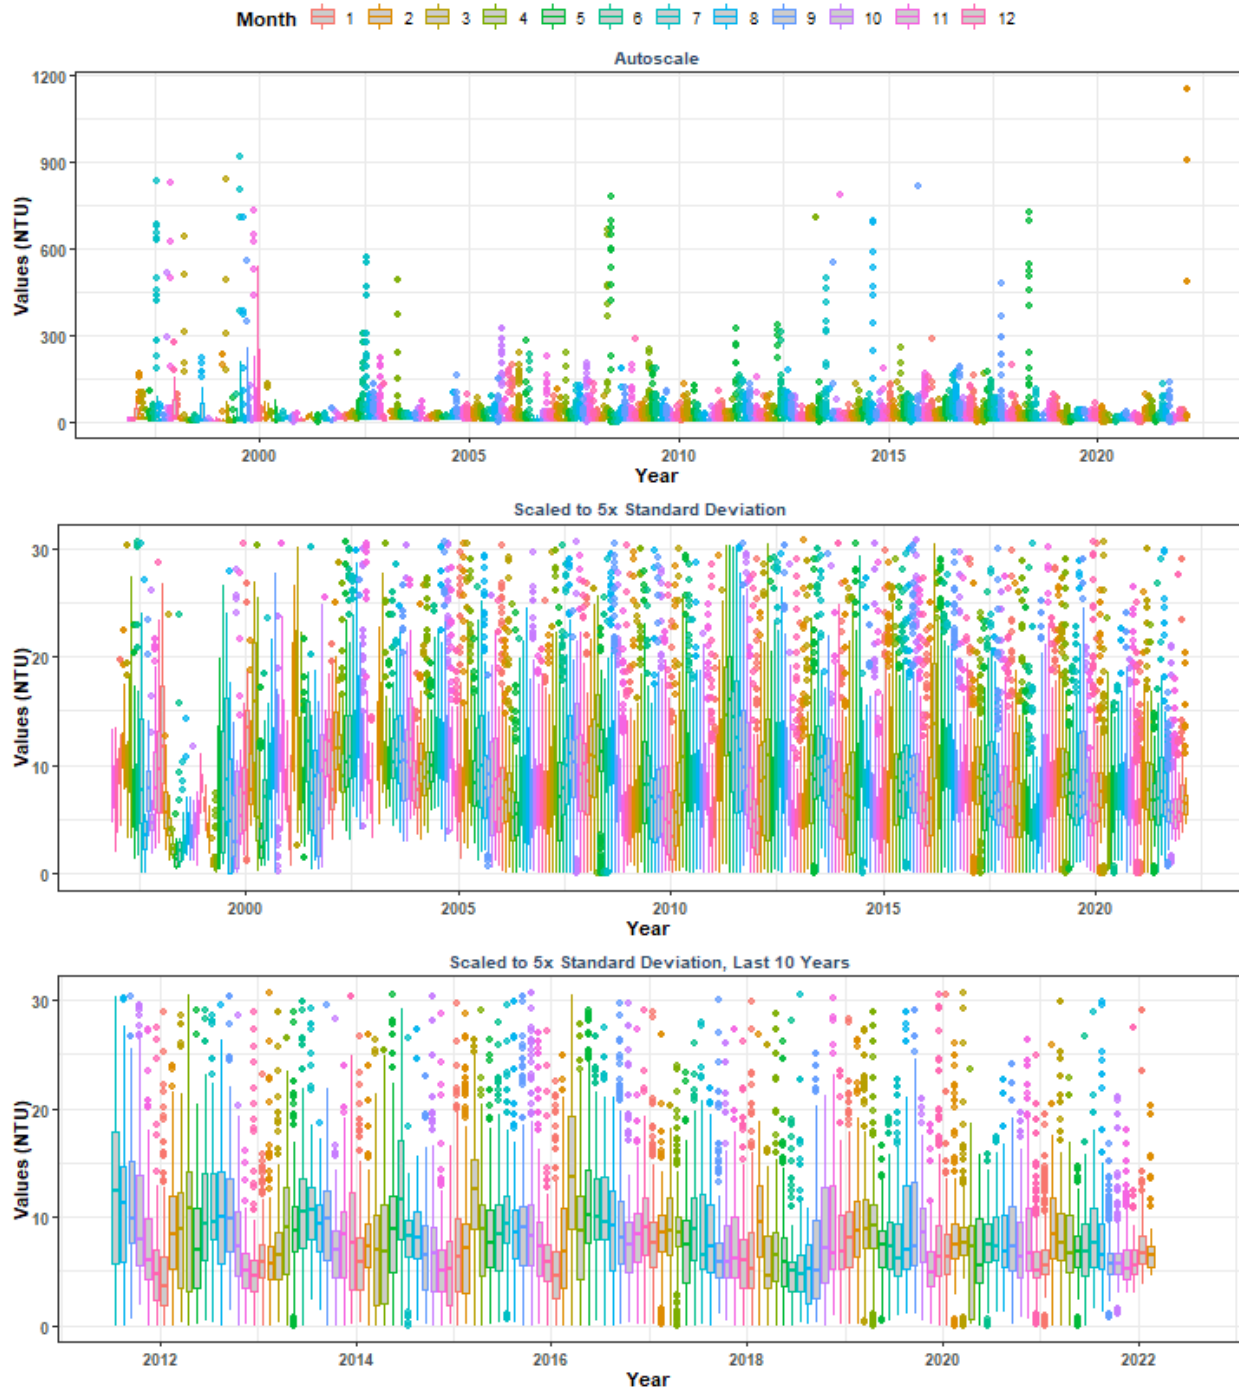 Month 1 2 3 4 5 6 7 8 9 10 11 12
Autoscale
Values (NTU)
1200
900
600
300
0
2000 2005 2010 2015 2020
Year
Scaled to 5x Standard Deviation
Values (NTU)
30
20
10
0
2000 2005 2010 2015 2020
Year
Scaled to 5x Standard Deviation, Last 10 Years
Values (NTU)
30
20
10
0
2012 2014 2016 2018 2020 2022
Year